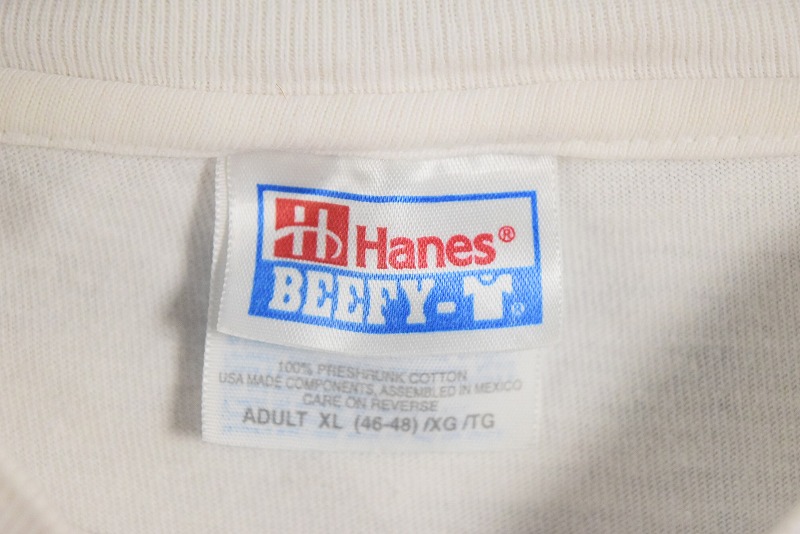 Hanes®
BEEFY-T®
100% PRESHRUNK COTTON
USA MADE COMPONENTS, ASSEMBLED IN MEXICO
CARE ON REVERSE
ADULT XL (46-48) /XG /TG